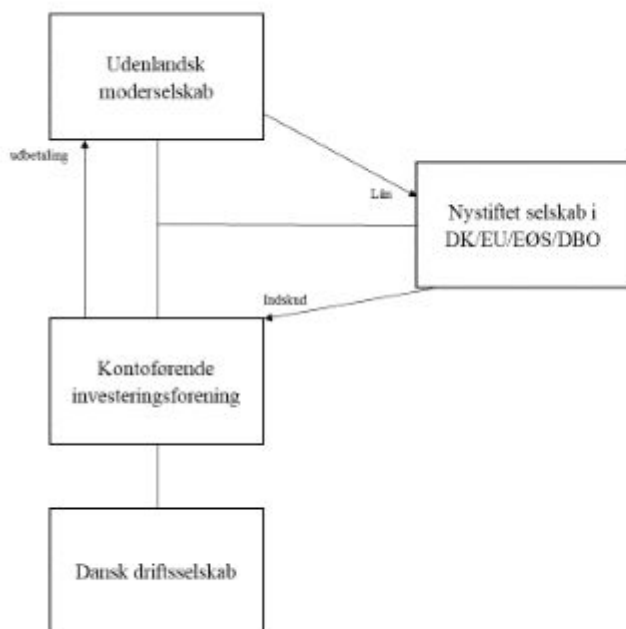 Udenlandsk
moderselskab
udbetaling
Lån
Nystiftet selskab i
DK/EU/EØS/DBO
Indskud
Kontoførende
investeringsforening
Dansk driftsselskab